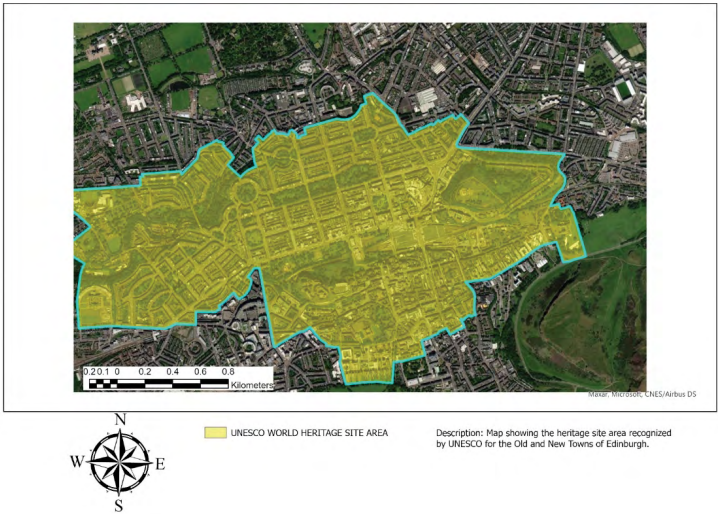 0.2 0.1 0 0.2 0.4 0.6 0.8
Kilometers
Maxar, Microsoft, CNES/Airbus DS
N
W E
S
UNESCO WORLD HERITAGE SITE AREA
Description: Map showing the heritage site area recognized
by UNESCO for the Old and New Towns of Edinburgh.